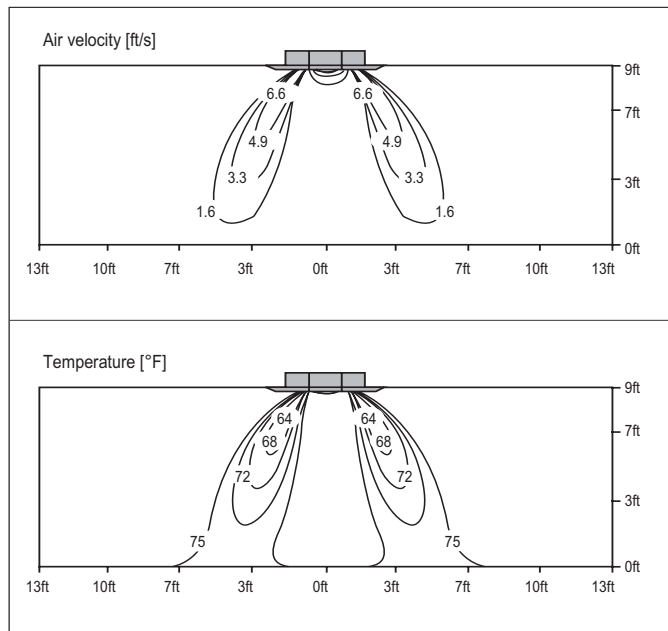 Air velocity [ft/s]
9ft
6.6 6.6
7ft
4.9 4.9
3.3 3.3
3ft
1.6 1.6
0ft
13ft 10ft 7ft 3ft 0ft 3ft 7ft 10ft 13ft
Temperature [°F]
9ft
64 64
7ft
68 68
72 72
3ft
75 75
0ft
13ft 10ft 7ft 3ft 0ft 3ft 7ft 10ft 13ft